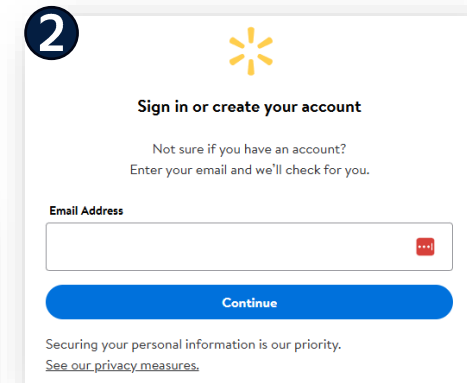 2
Sign in or create your account
Not sure if you have an account?
Enter your email and we'll check for you.
Email Address
Continue
Securing your personal information is our priority.
See our privacy measures.